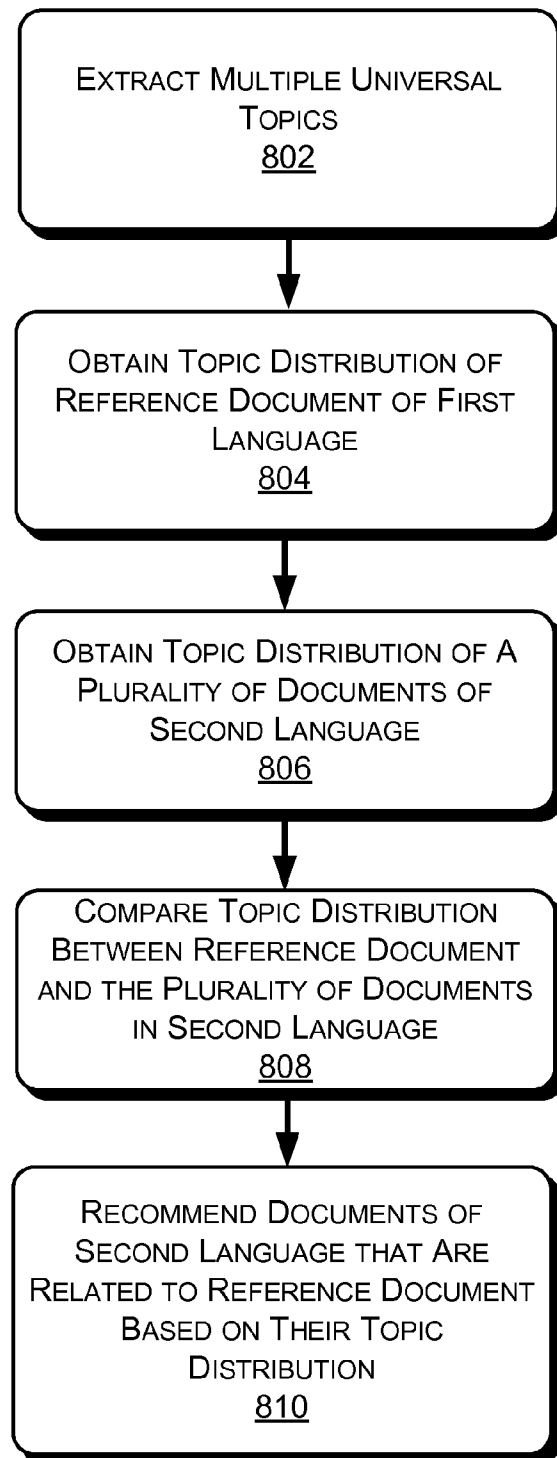 EXTRACT MULTIPLE UNIVERSAL
TOPICS
802
OBTAIN TOPIC DISTRIBUTION OF
REFERENCE DOCUMENT OF FIRST
LANGUAGE
804
OBTAIN TOPIC DISTRIBUTION OF A
PLURALITY OF DOCUMENTS OF
SECOND LANGUAGE
806
COMPARE TOPIC DISTRIBUTION
BETWEEN REFERENCE DOCUMENT
AND THE PLURALITY OF DOCUMENTS
IN SECOND LANGUAGE
808
RECOMMEND DOCUMENTS OF
SECOND LANGUAGE THAT ARE
RELATED TO REFERENCE DOCUMENT
BASED ON THEIR TOPIC
DISTRIBUTION
810